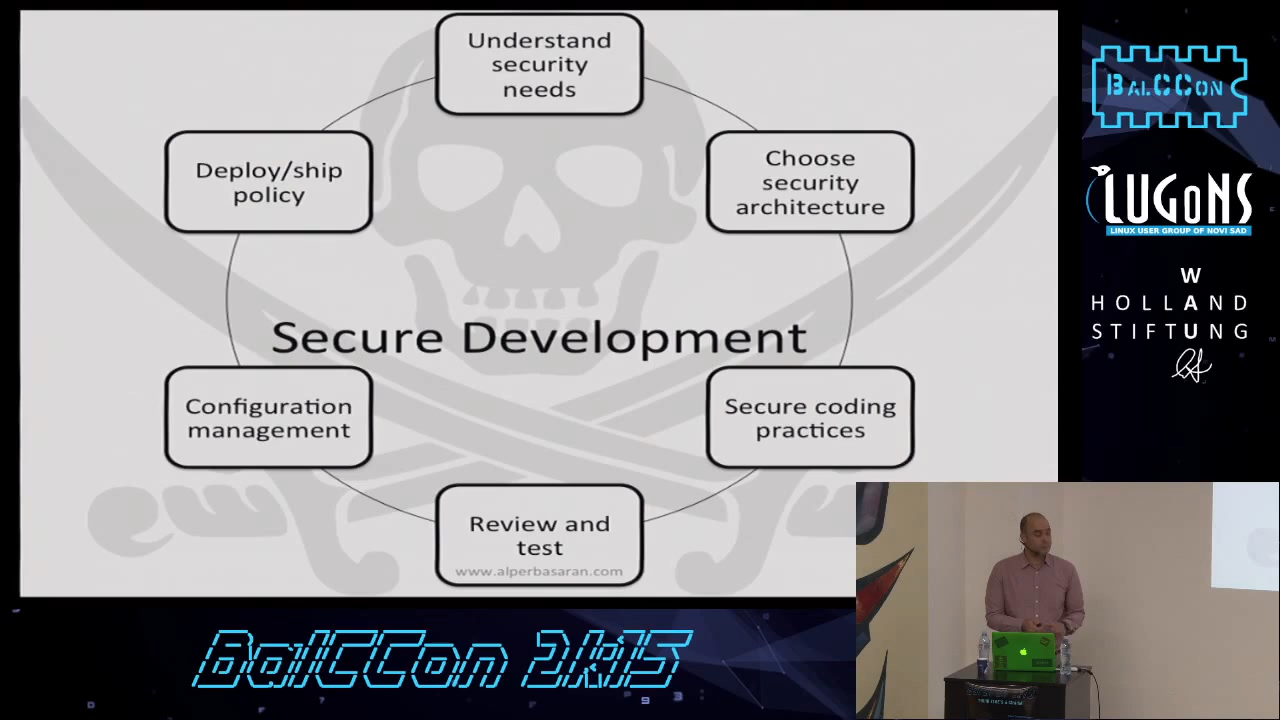 Understand
security
needs
Deploy/ship
policy
Choose
security
architecture
Secure Development
Configuration
management
Secure coding
practices
Review and
test
www.alperbasaran.com
BALCCON
LUGoNS
LINUX USER GROUP OF NOVI SAD
WAU
HOLLAND
STIFTUNG
BalCCon 2k15